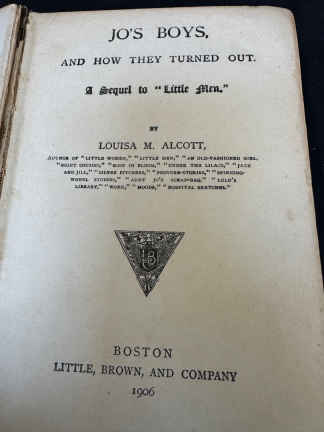 JO'S BOYS,
AND HOW THEY TURNED OUT.
A Sequel to "Little Men."
BY
LOUISA M. ALCOTT,
AUTHOR OF "LITTLE WOMEN," "LITTLE MEN," "AN OLD-FASHIONED GIRL,"
"EIGHT COUSINS," "ROSE IN BLOOM," "UNDER THE LILACS," "JACK
AND JILL," "SILVER PITCHERS," "PROVERB-STORIES," "SPINNING-
WHEEL STORIES," "AUNT JO'S SCRAP-BAG," "LULU'S
LIBRARY," "WORK," "MOODS," "HOSPITAL SKETCHES."
LB
BOSTON
LITTLE, BROWN, AND COMPANY
1906